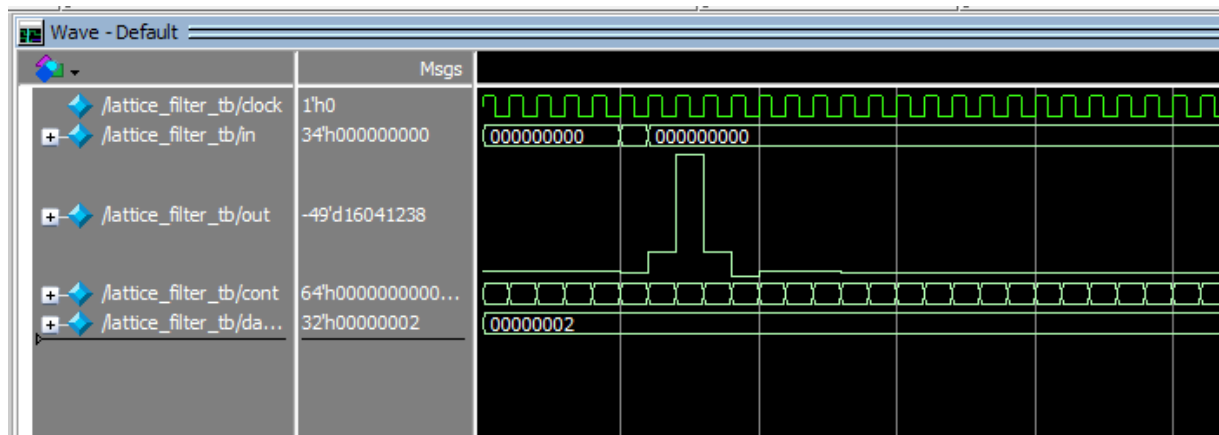 Wave - Default
Msgs
/lattice_filter_tb/clock 1'h0
/lattice_filter_tb/in 34'h000000000 000000000 000000000
/lattice_filter_tb/out -49'd16041238
/lattice_filter_tb/cont 64'h0000000000...
/lattice_filter_tb/da... 32'h00000002 00000002